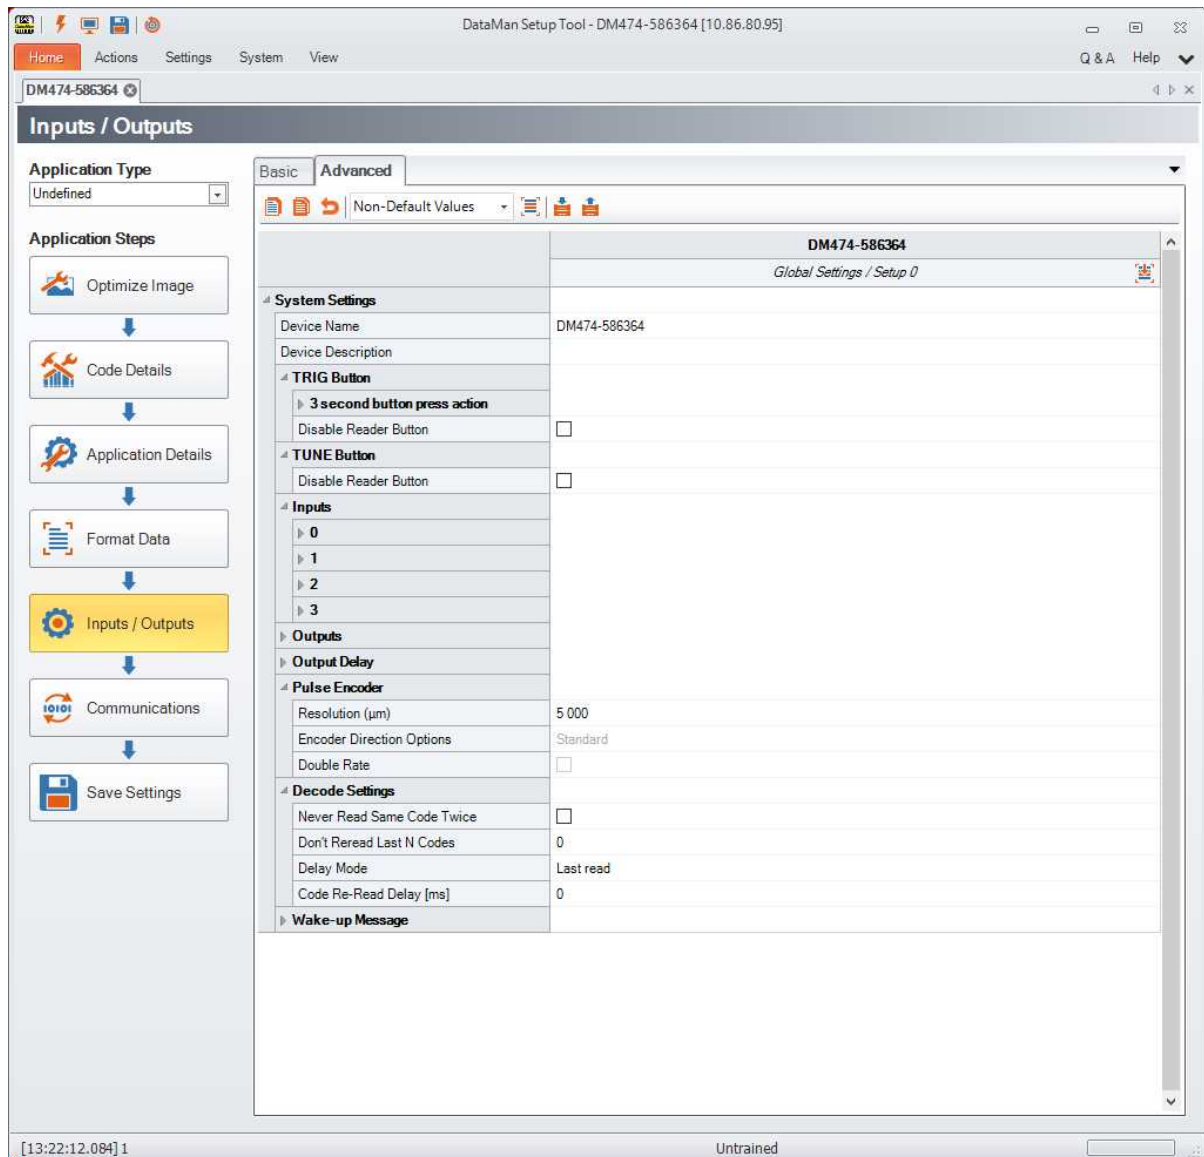 DataMan Setup Tool - DM474-586364 [10.86.80.95]
Home Actions Settings System View Q & A Help
DM474-586364
Inputs / Outputs
Application Type
Undefined
Application Steps
Optimize Image
Code Details
Application Details
Format Data
Inputs / Outputs
Communications
Save Settings
Basic Advanced
Non-Default Values
DM474-586364
Global Settings / Setup 0
System Settings
Device Name DM474-586364
Device Description
TRIG Button
3 second button press action
Disable Reader Button
TUNE Button
Disable Reader Button
Inputs
0
1
2
3
Outputs
Output Delay
Pulse Encoder
Resolution (µm) 5 000
Encoder Direction Options Standard
Double Rate
Decode Settings
Never Read Same Code Twice
Don't Reread Last N Codes 0
Delay Mode Last read
Code Re-Read Delay [ms] 0
Wake-up Message
[13:22:12.084] 1 Untrained